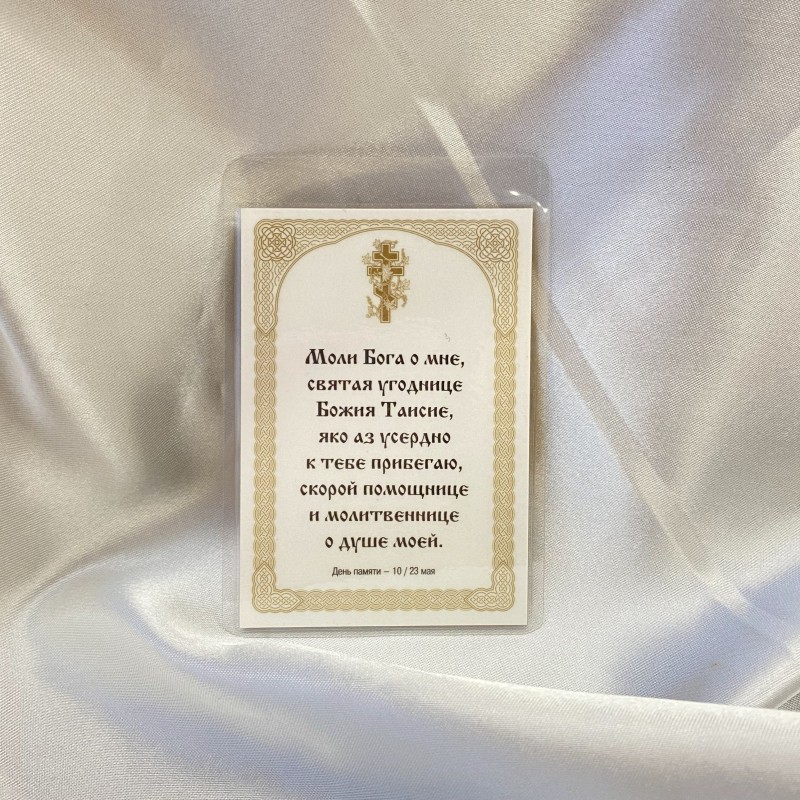 Моли Бога о мне,
святая угоднице
Божия Таисие,
яко аз усердно
к тебе прибегаю,
скорой помощнице
и молитвеннице
о душе моей.
День памяти – 10 / 23 мая